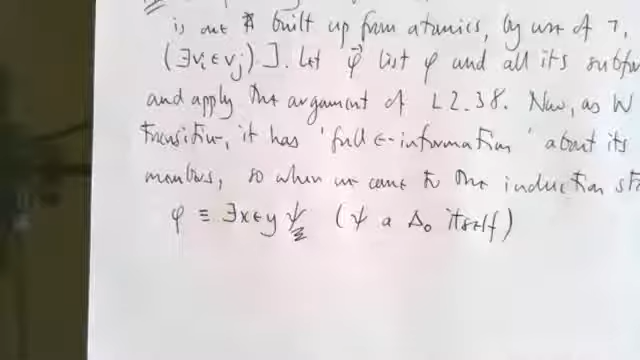 is one built up from atomics, by use of ¬,
(∃vᵢ∈vⱼ) ]. Let φ⃗ list φ and all its subfor
and apply the argument of L2.38. Now, as W
transitive, it has 'full ∈-information' about its
members, so when we come to the induction st
φ ≡ ∃x∈y ψ (ψ a Δ₀ itself)